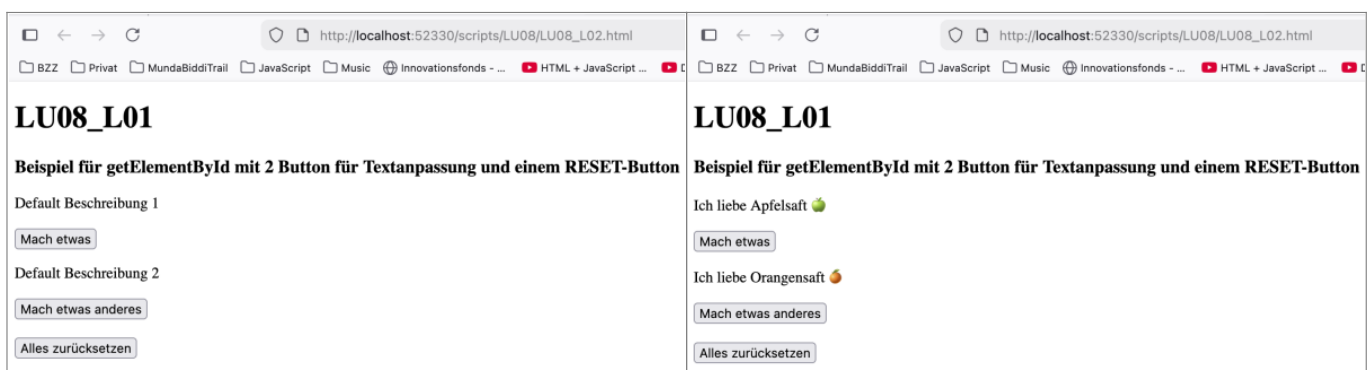 http://localhost:52330/scripts/LU08/LU08_L02.html
BZZ Privat MundaBiddiTrail JavaScript Music Innovationsfonds - ... HTML + JavaScript ...
LU08_L01
Beispiel für getElementById mit 2 Button für Textanpassung und einem RESET-Button
Default Beschreibung 1
Mach etwas
Default Beschreibung 2
Mach etwas anderes
Alles zurücksetzen
http://localhost:52330/scripts/LU08/LU08_L02.html
BZZ Privat MundaBiddiTrail JavaScript Music Innovationsfonds - ... HTML + JavaScript ...
LU08_L01
Beispiel für getElementById mit 2 Button für Textanpassung und einem RESET-Button
Ich liebe Apfelsaft 🍏
Mach etwas
Ich liebe Orangensaft 🍊
Mach etwas anderes
Alles zurücksetzen